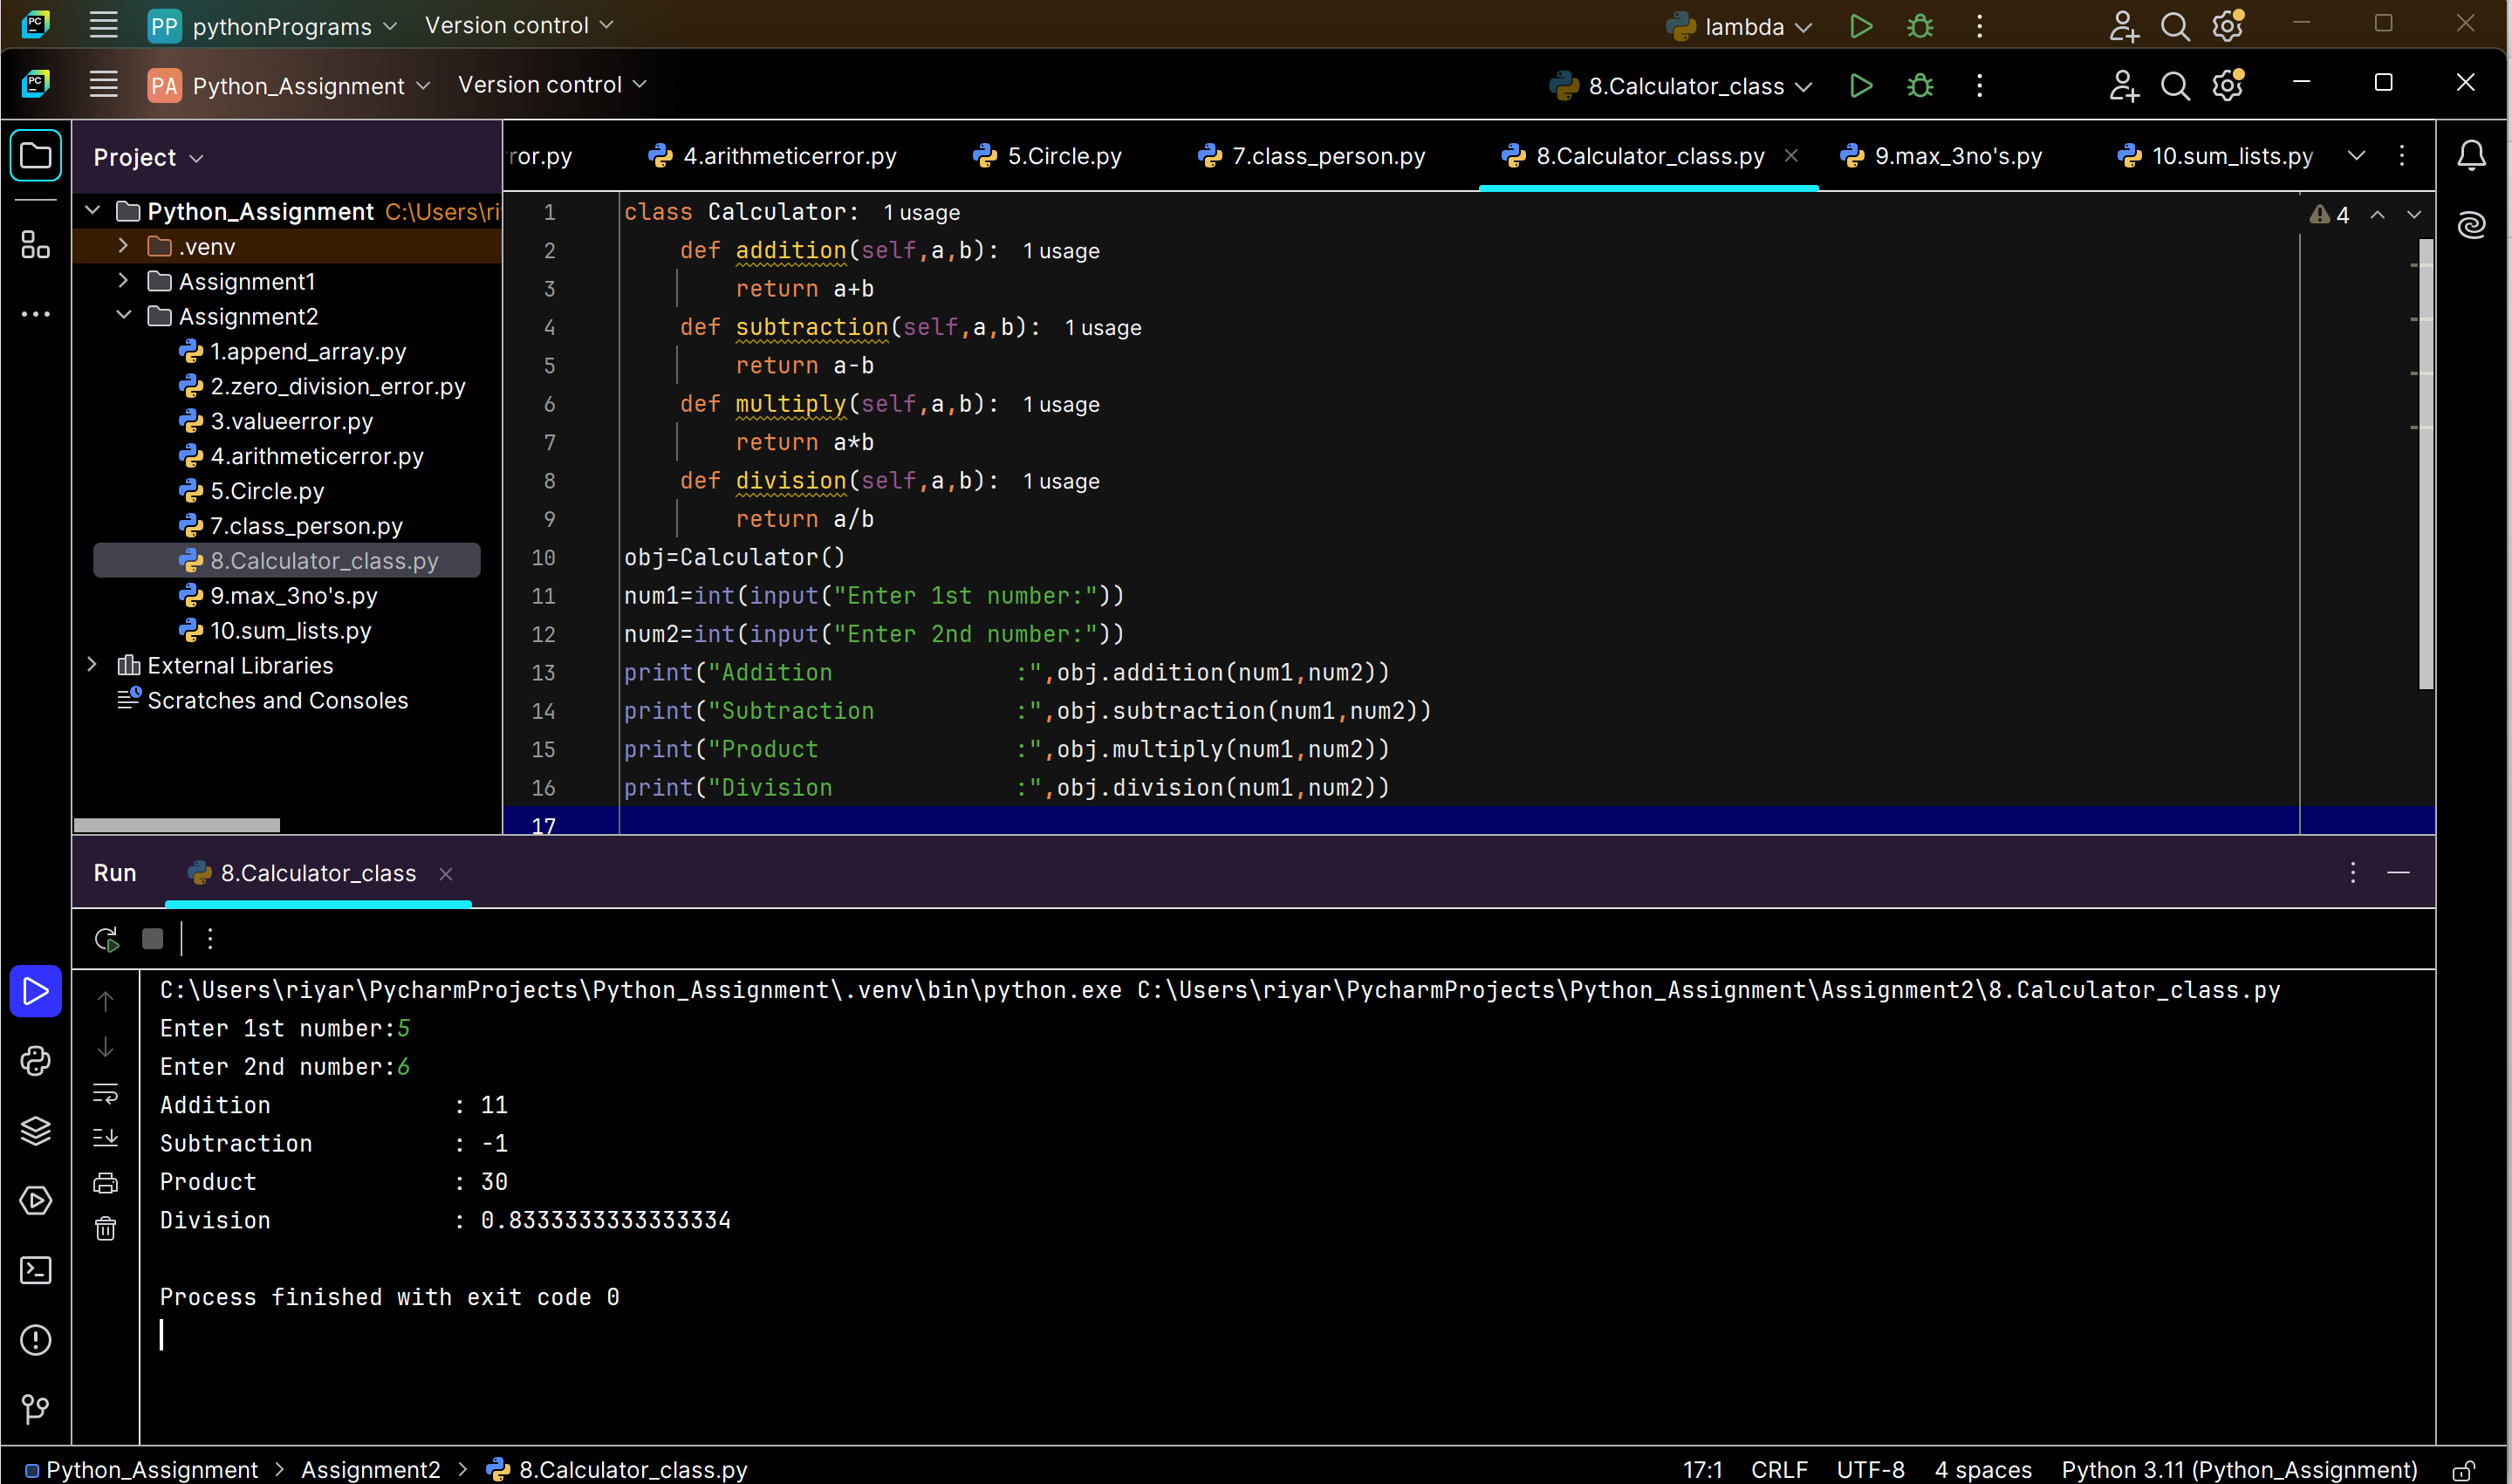 PC PP pythonPrograms Version control lambda
PC PA Python_Assignment Version control 8.Calculator_class
Project
ror.py 4.arithmeticerror.py 5.Circle.py 7.class_person.py 8.Calculator_class.py 9.max_3no's.py 10.sum_lists.py
Python_Assignment C:\Users\ri
.venv
Assignment1
Assignment2
1.append_array.py
2.zero_division_error.py
3.valueerror.py
4.arithmeticerror.py
5.Circle.py
7.class_person.py
8.Calculator_class.py
9.max_3no's.py
10.sum_lists.py
External Libraries
Scratches and Consoles
4
1 class Calculator: 1 usage
2     def addition(self,a,b): 1 usage
3         return a+b
4     def subtraction(self,a,b): 1 usage
5         return a-b
6     def multiply(self,a,b): 1 usage
7         return a*b
8     def division(self,a,b): 1 usage
9         return a/b
10 obj=Calculator()
11 num1=int(input("Enter 1st number:"))
12 num2=int(input("Enter 2nd number:"))
13 print("Addition             :",obj.addition(num1,num2))
14 print("Subtraction          :",obj.subtraction(num1,num2))
15 print("Product              :",obj.multiply(num1,num2))
16 print("Division             :",obj.division(num1,num2))
17
Run 8.Calculator_class
C:\Users\riyar\PycharmProjects\Python_Assignment\.venv\bin\python.exe C:\Users\riyar\PycharmProjects\Python_Assignment\Assignment2\8.Calculator_class.py
Enter 1st number:5
Enter 2nd number:6
Addition             : 11
Subtraction          : -1
Product              : 30
Division             : 0.8333333333333334
Process finished with exit code 0
Python_Assignment > Assignment2 > 8.Calculator_class.py 17:1 CRLF UTF-8 4 spaces Python 3.11 (Python_Assignment)